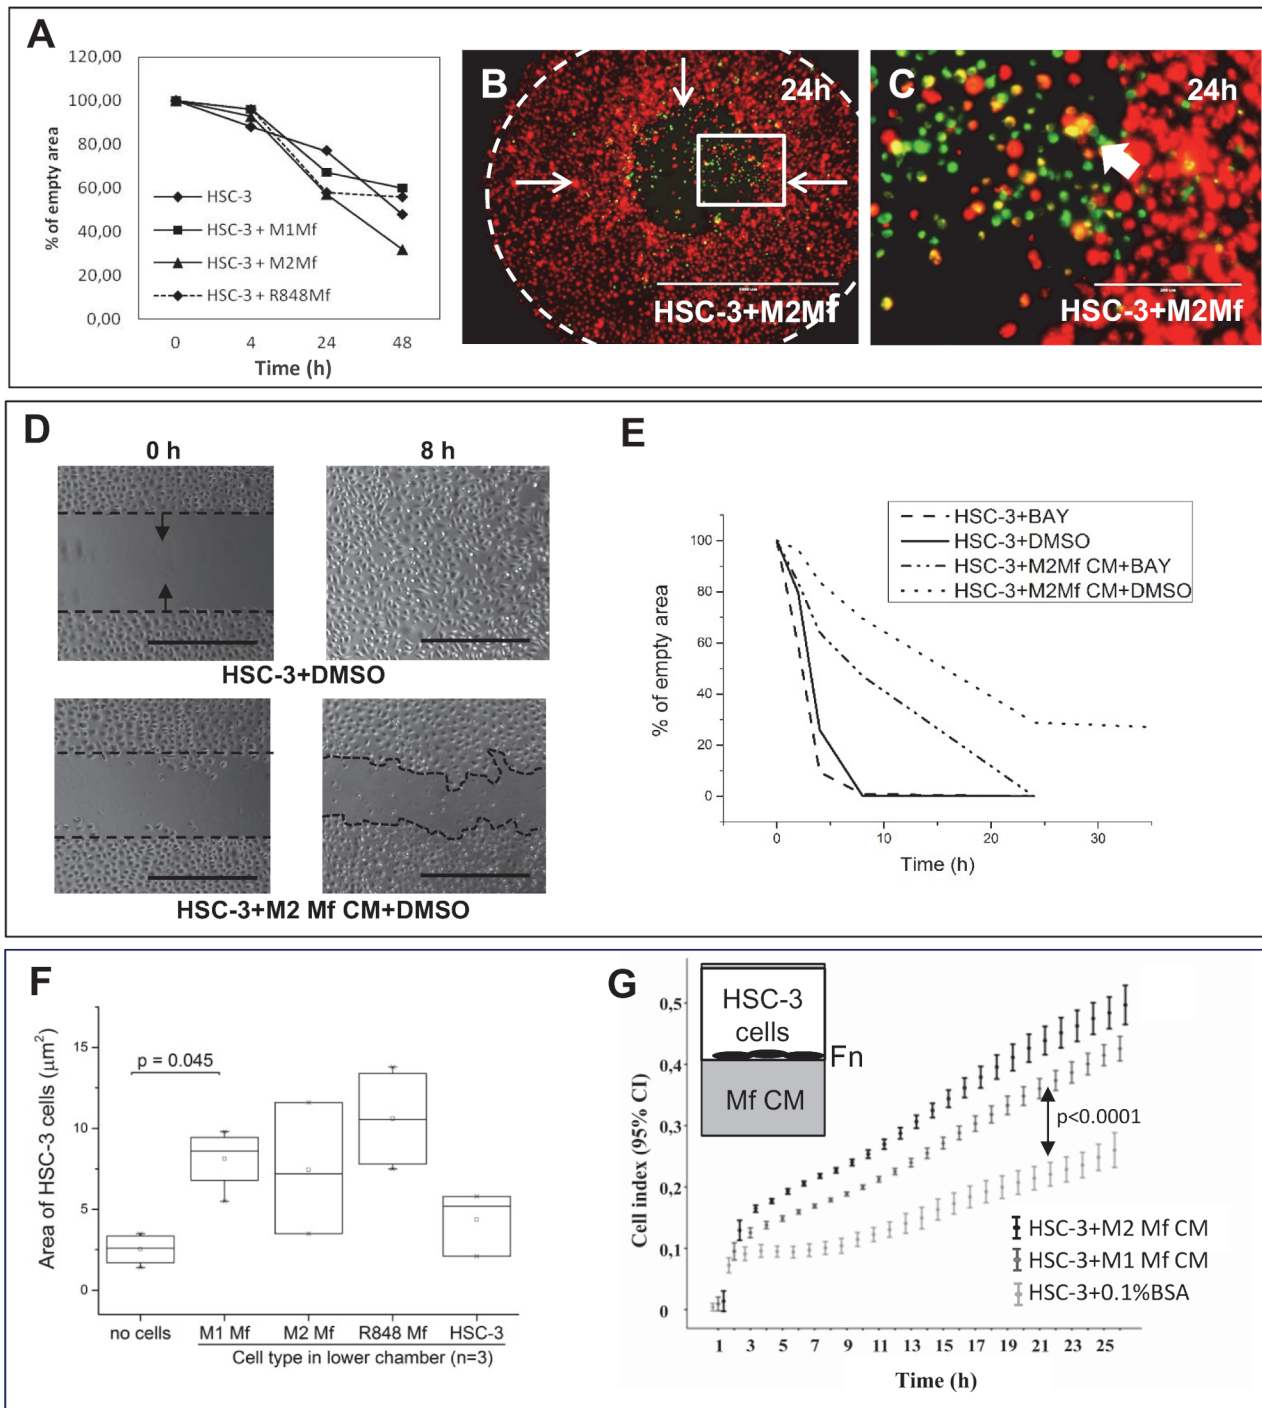 A
120,00
100,00
80,00
60,00
40,00
20,00
0,00
% of empty area
HSC-3
HSC-3 + M1Mf
HSC-3 + M2Mf
HSC-3 + R848Mf
0 4 24 48
Time (h)
B
24h
HSC-3+M2Mf
C
24h
HSC-3+M2Mf
D
0 h
8 h
HSC-3+DMSO
HSC-3+M2 Mf CM+DMSO
E
HSC-3+BAY
HSC-3+DMSO
HSC-3+M2Mf CM+BAY
HSC-3+M2Mf CM+DMSO
100
80
60
40
20
0
% of empty area
0 10 20 30
Time (h)
F
15
10
5
0
Area of HSC-3 cells (μm²)
p = 0.045
no cells M1 Mf M2 Mf R848 Mf HSC-3
Cell type in lower chamber (n=3)
G
HSC-3
cells
Fn
Mf CM
0,5
0,4
0,3
0,2
0,1
0
Cell index (95% CI)
p<0.0001
HSC-3+M2 Mf CM
HSC-3+M1 Mf CM
HSC-3+0.1%BSA
1 3 5 7 9 11 13 15 17 19 21 23 25
Time (h)